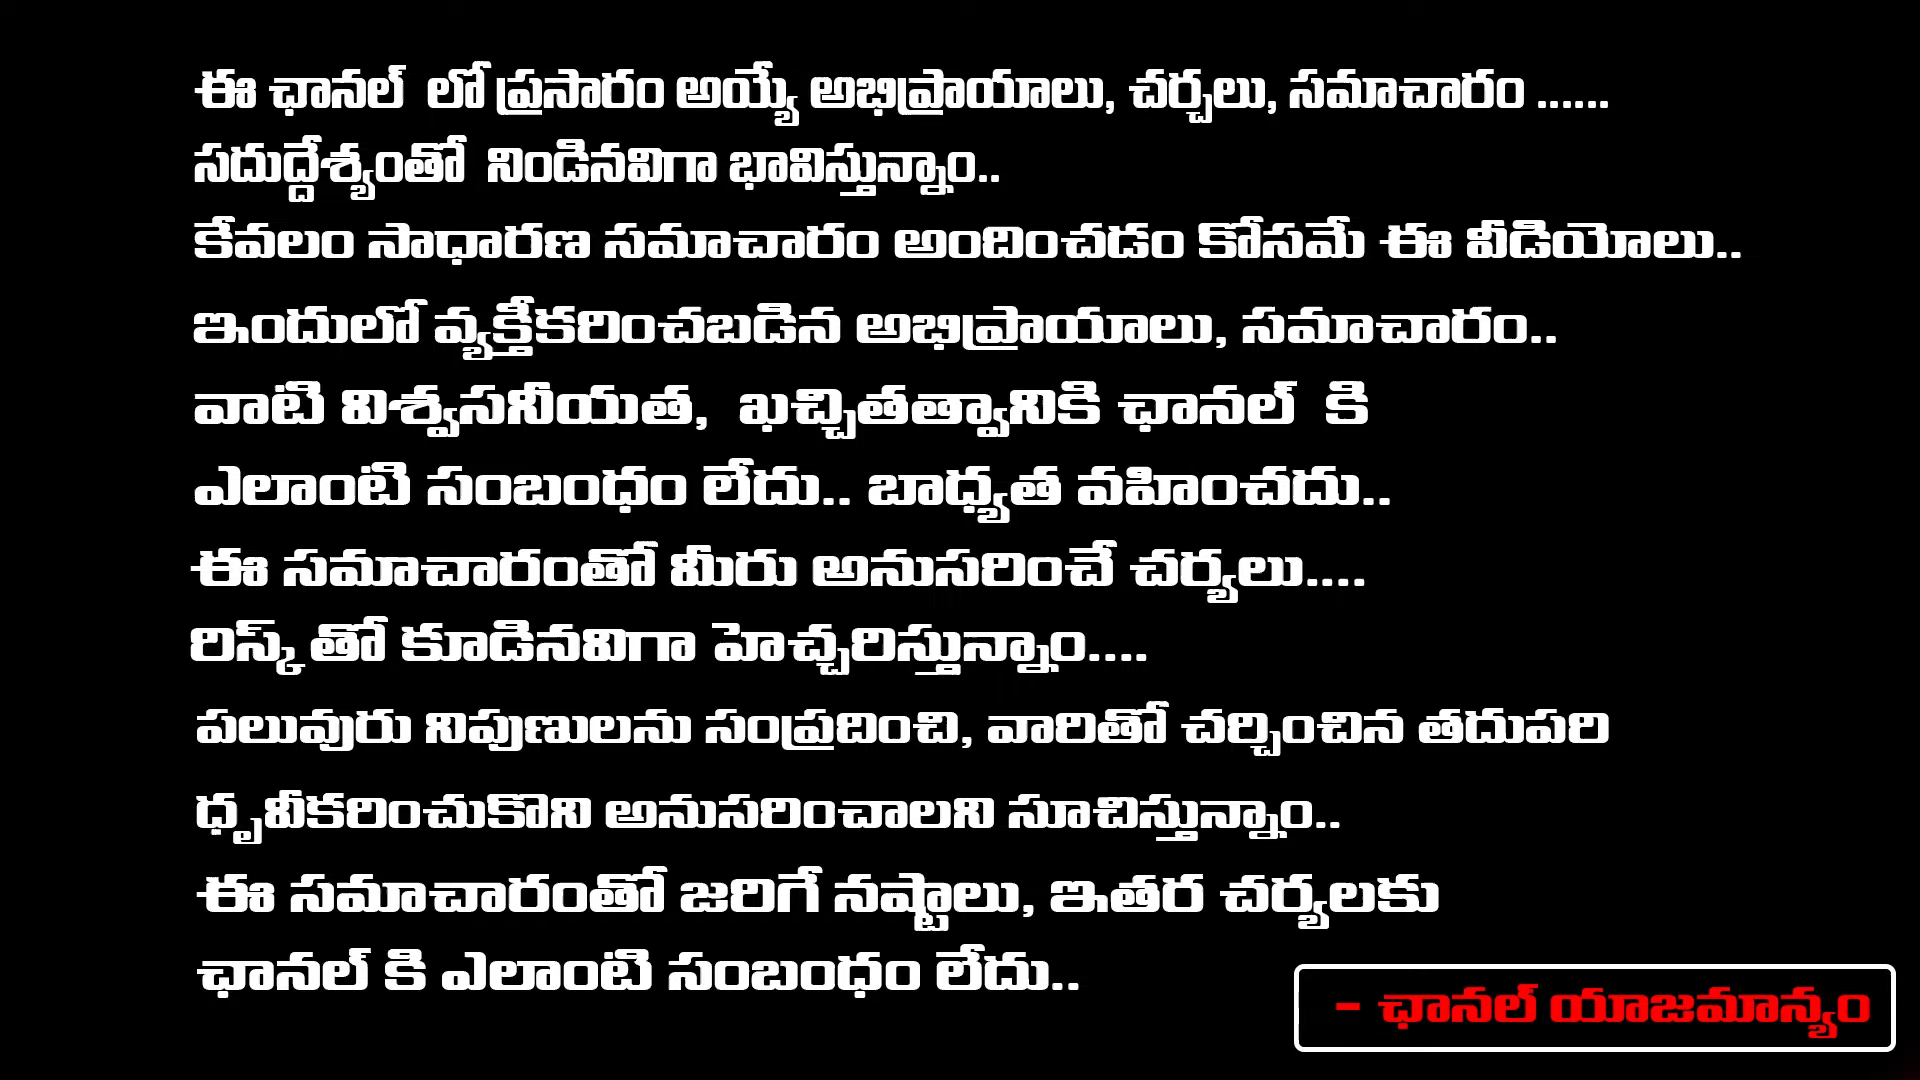 ఈ ఛానల్ లో ప్రసారం అయ్యే అభిప్రాయాలు, చర్చలు, సమాచారం ......
సదుద్దేశ్యంతో నిండినవిగా భావిస్తున్నాం..
కేవలం సాధారణ సమాచారం అందించడం కోసమే ఈ వీడియోలు..
ఇందులో వ్యక్తీకరించబడిన అభిప్రాయాలు, సమాచారం..
వాటి విశ్వసనీయత, ఖచ్చితత్వానికి ఛానల్ కి
ఎలాంటి సంబంధం లేదు.. బాధ్యత వహించదు..
ఈ సమాచారంతో మీరు అనుసరించే చర్యలు....
రిస్క్ తో కూడినవిగా హెచ్చరిస్తున్నాం....
పలువురు నిపుణులను సంప్రదించి, వారితో చర్చించిన తదుపరి
ధృవీకరించుకొని అనుసరించాలని సూచిస్తున్నాం..
ఈ సమాచారంతో జరిగే నష్టాలు, ఇతర చర్యలకు
ఛానల్ కి ఎలాంటి సంబంధం లేదు..
- ఛానల్ యాజమాన్యం